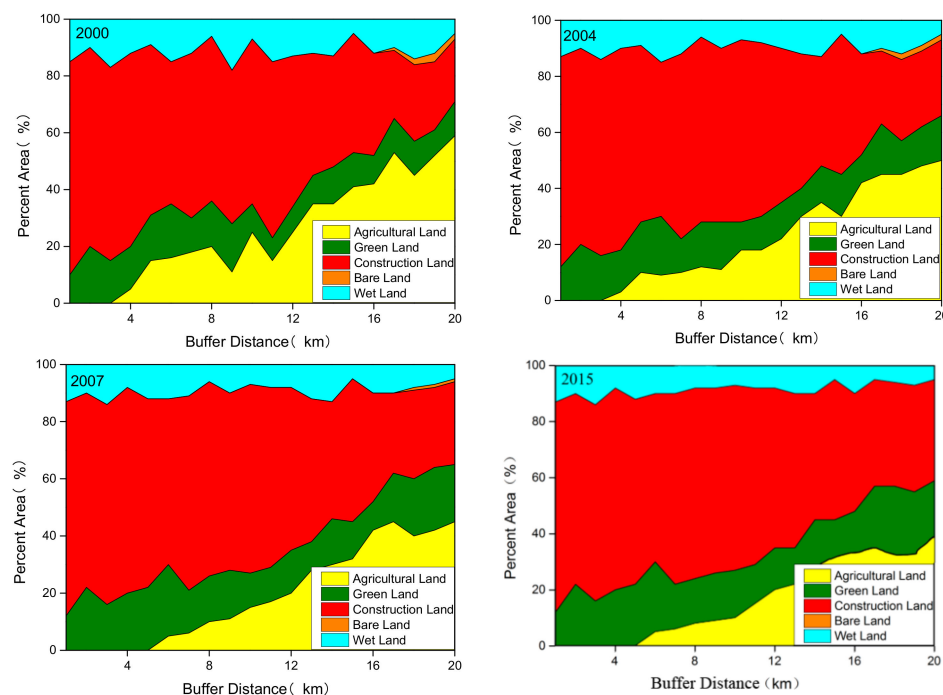 2000
100
80
60
40
20
0
Percent Area( %)
4
8
12
16
20
Buffer Distance( km)
Agricultural Land
Green Land
Construction Land
Bare Land
Wet Land
2004
100
80
60
40
20
0
Percent Area( %)
4
8
12
16
20
Buffer Distance( km)
Agricultural Land
Green Land
Construction Land
Bare Land
Wet Land
2007
100
80
60
40
20
0
Percent Area( %)
4
8
12
16
20
Buffer Distance( km)
Agricultural Land
Green Land
Construction Land
Bare Land
Wet Land
2015
100
80
60
40
20
0
Percent Area(%)
4
8
12
16
20
Buffer Distance(km)
Agricultural Land
Green Land
Construction Land
Bare Land
Wet Land